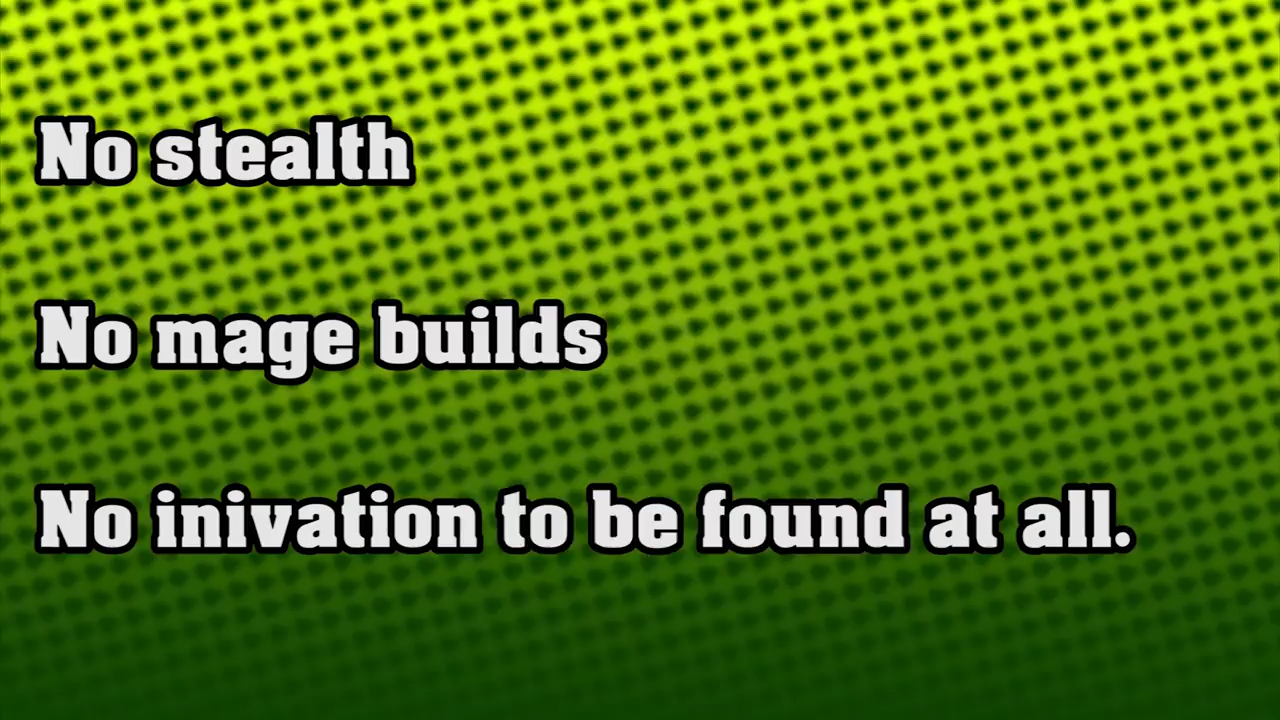 No stealth
No mage builds
No inivation to be found at all.